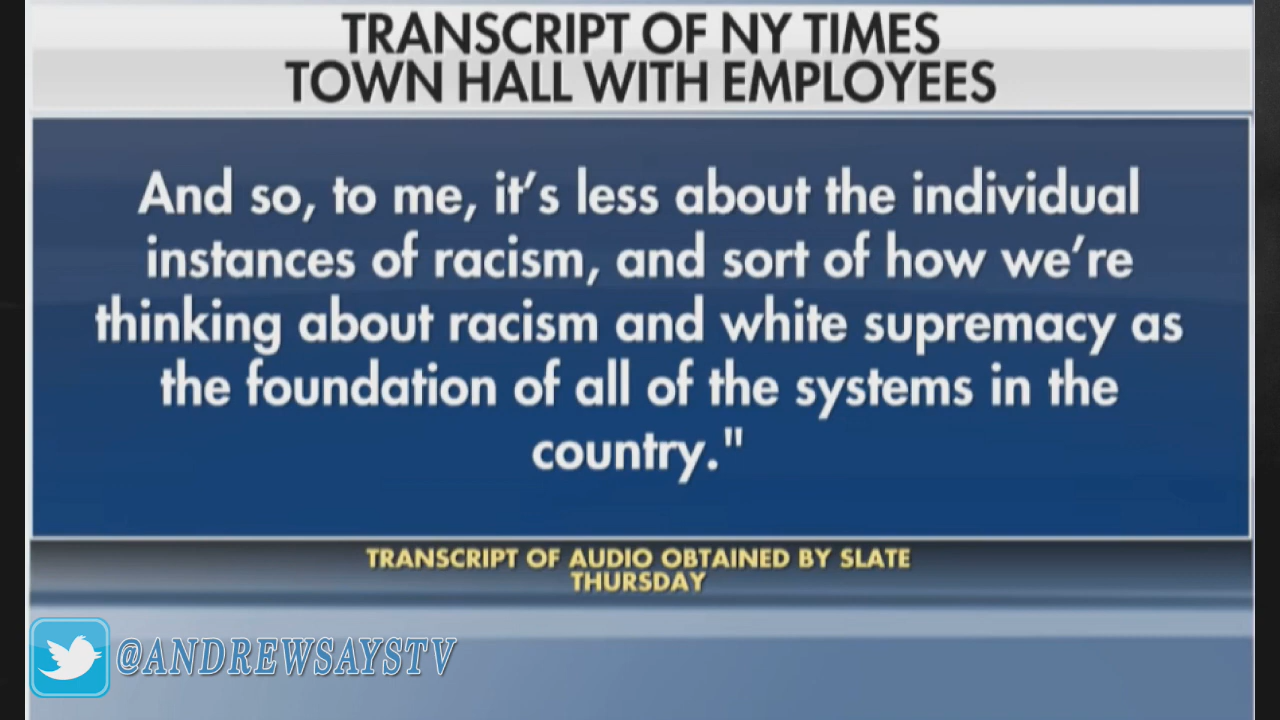 TRANSCRIPT OF NY TIMES
TOWN HALL WITH EMPLOYEES
And so, to me, it's less about the individual
instances of racism, and sort of how we're
thinking about racism and white supremacy as
the foundation of all of the systems in the
country."
TRANSCRIPT OF AUDIO OBTAINED BY SLATE
THURSDAY
@ANDREWSAYSTV